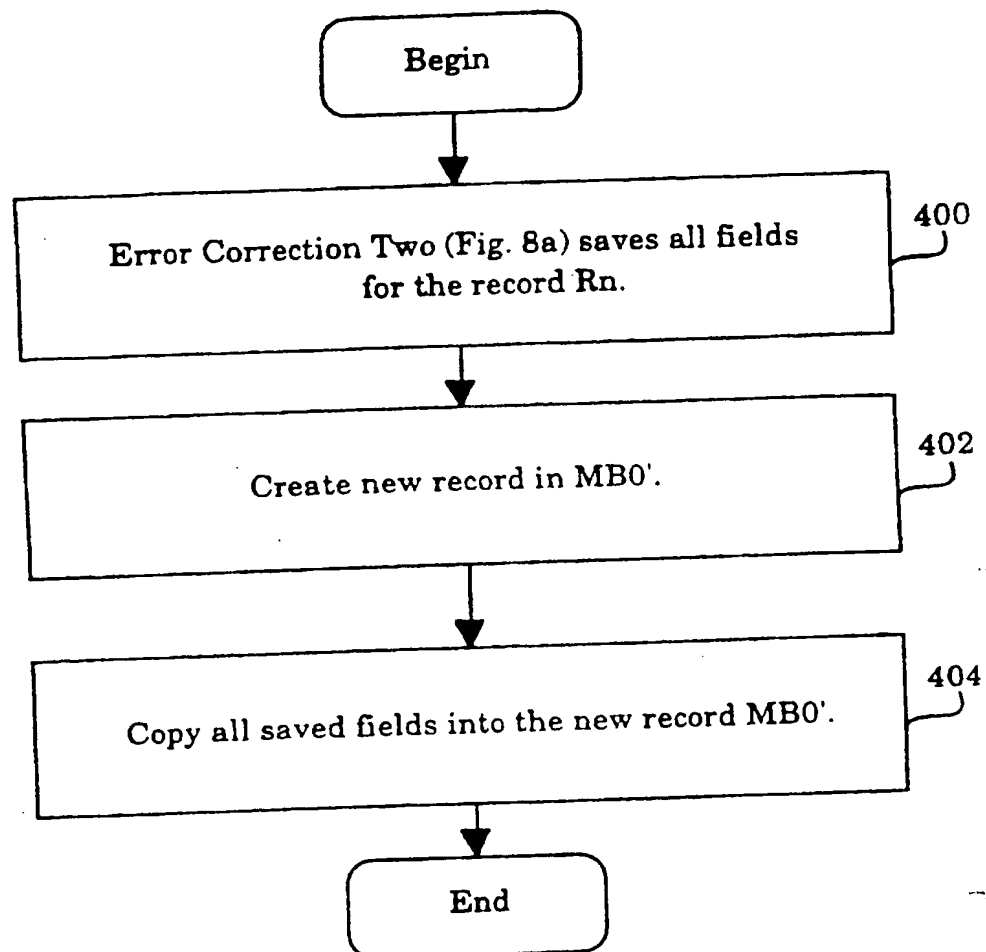 Begin
Error Correction Two (Fig. 8a) saves all fields
for the record Rn.
400
Create new record in MB0'.
402
Copy all saved fields into the new record MB0'.
404
End